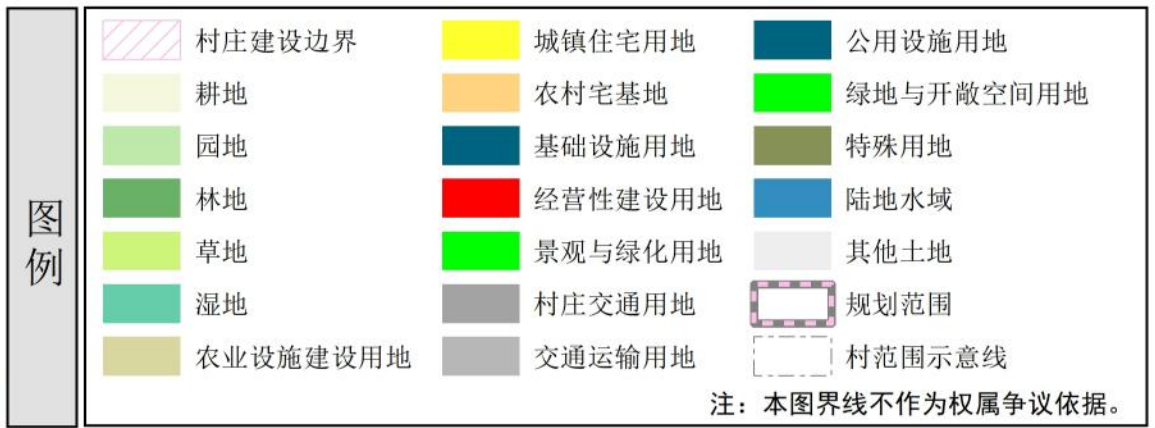 图例
村庄建设边界
耕地
园地
林地
草地
湿地
农业设施建设用地
城镇住宅用地
农村宅基地
基础设施用地
经营性建设用地
景观与绿化用地
村庄交通用地
交通运输用地
公用设施用地
绿地与开敞空间用地
特殊用地
陆地水域
其他土地
规划范围
村范围示意线
注：本图界线不作为权属争议依据。